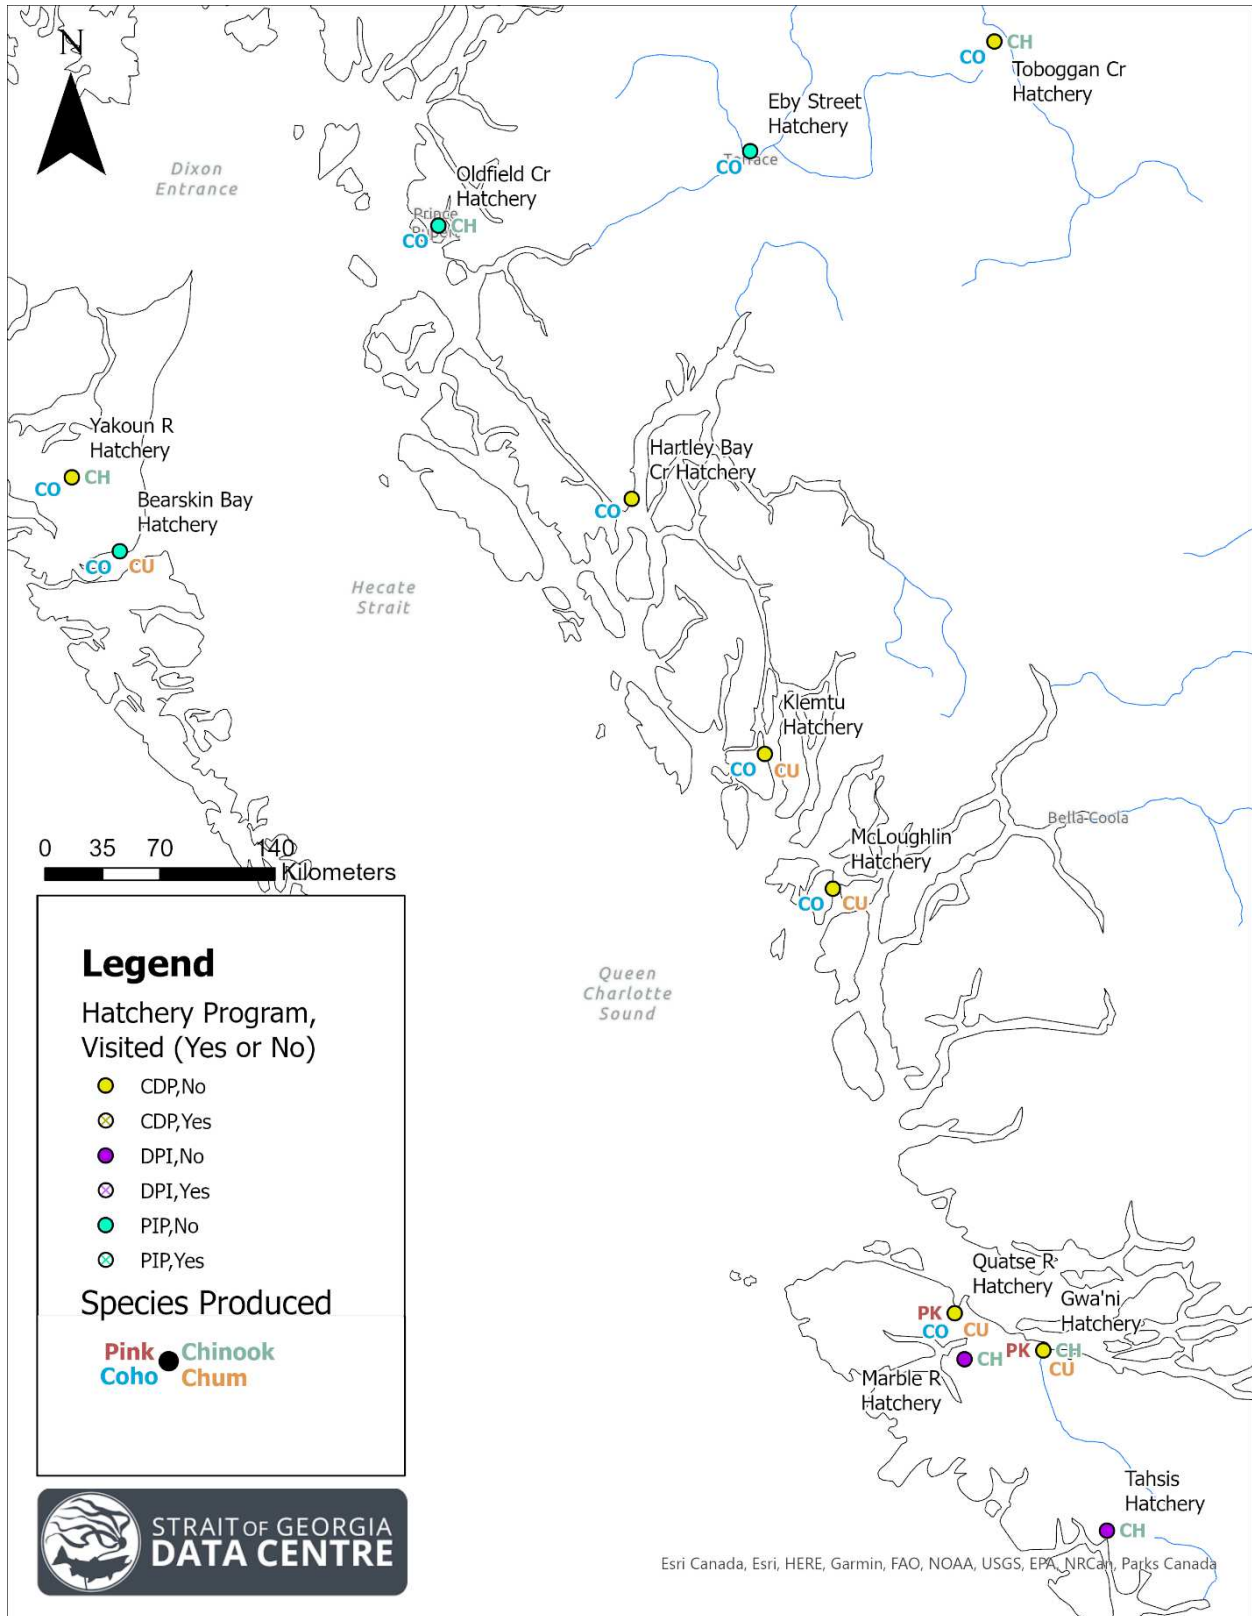 N
CH
CO
Toboggan Cr
Hatchery
Eby Street
Hatchery
Terrace
CO
Dixon
Entrance
Oldfield Cr
Hatchery
Prince
Rupert
CH
CO
Yakoun R
Hatchery
CH
CO
Bearskin Bay
Hatchery
CO CU
Hartley Bay
Cr Hatchery
CO
Hecate
Strait
Klemtu
Hatchery
CO CU
Bella Coola
McLoughlin
Hatchery
CO CU
0 35 70 140
Kilometers
Queen
Charlotte
Sound
Legend
Hatchery Program,
Visited (Yes or No)
CDP,No
CDP,Yes
DPI,No
DPI,Yes
PIP,No
PIP,Yes
Species Produced
Pink Chinook
Coho Chum
Quatse R
Hatchery
PK
CO CU
Gwa'ni
Hatchery
PK CH
CU
CH
Marble R
Hatchery
Tahsis
Hatchery
CH
STRAIT OF GEORGIA
DATA CENTRE
Esri Canada, Esri, HERE, Garmin, FAO, NOAA, USGS, EPA, NRCan, Parks Canada